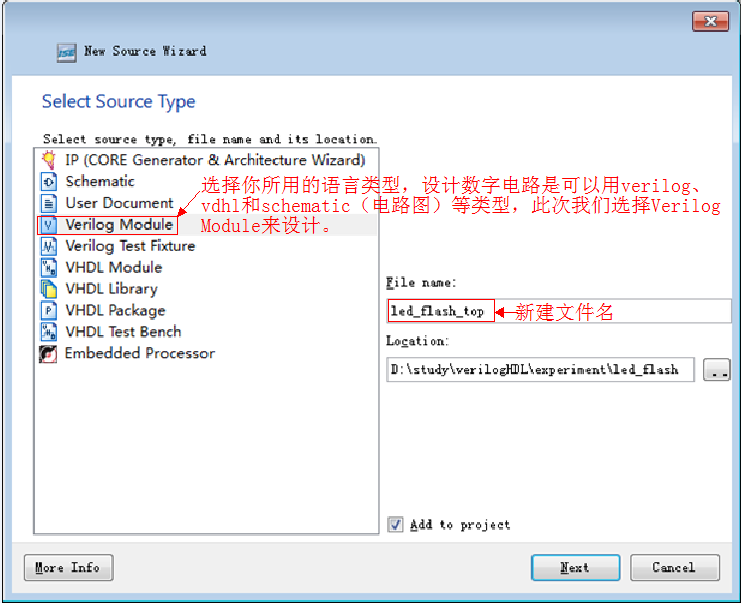 ISE New Source Wizard
Select Source Type
Select source type, file name and its location.
IP (CORE Generator & Architecture Wizard)
Schematic
User Document
Verilog Module
Verilog Test Fixture
VHDL Module
VHDL Library
VHDL Package
VHDL Test Bench
Embedded Processor
选择你所用的语言类型，设计数字电路是可以用verilog、
vdhl和schematic（电路图）等类型，此次我们选择Verilog
Module来设计。
File name:
led_flash_top
新建文件名
Location:
D:\study\verilogHDL\experiment\led_flash
..
Add to project
More Info
Next
Cancel